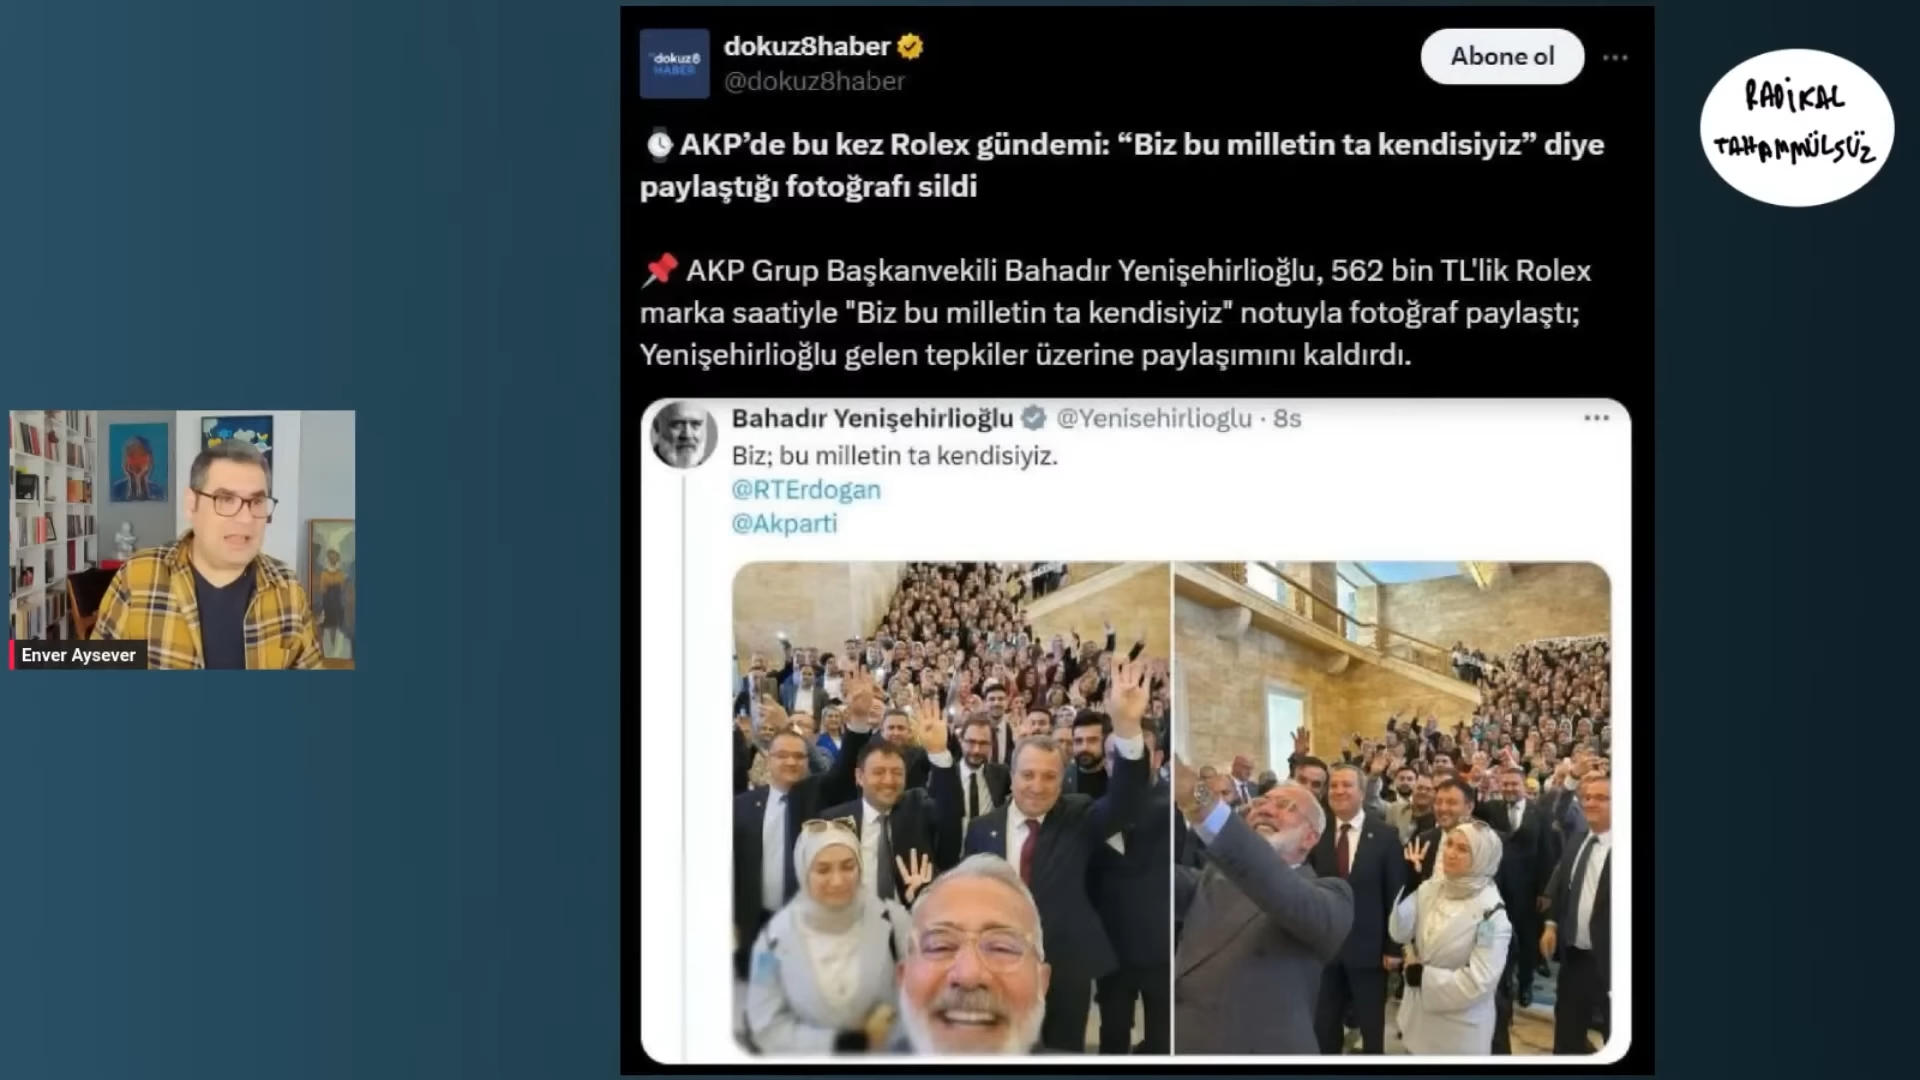 dokuz8haber
@dokuz8haber
Abone ol
dokuz8
HABER
AKP’de bu kez Rolex gündemi: “Biz bu milletin ta kendisiyiz” diye
paylaştığı fotoğrafı sildi
AKP Grup Başkanvekili Bahadır Yenişehirlioğlu, 562 bin TL'lik Rolex
marka saatiyle "Biz bu milletin ta kendisiyiz" notuyla fotoğraf paylaştı;
Yenişehirlioğlu gelen tepkiler üzerine paylaşımını kaldırdı.
Bahadır Yenişehirlioğlu @Yenisehirlioglu · 8s
Biz; bu milletin ta kendisiyiz.
@RTErdogan
@Akparti
Enver Aysever
RADİKAL
TAHAMMÜLSÜZ